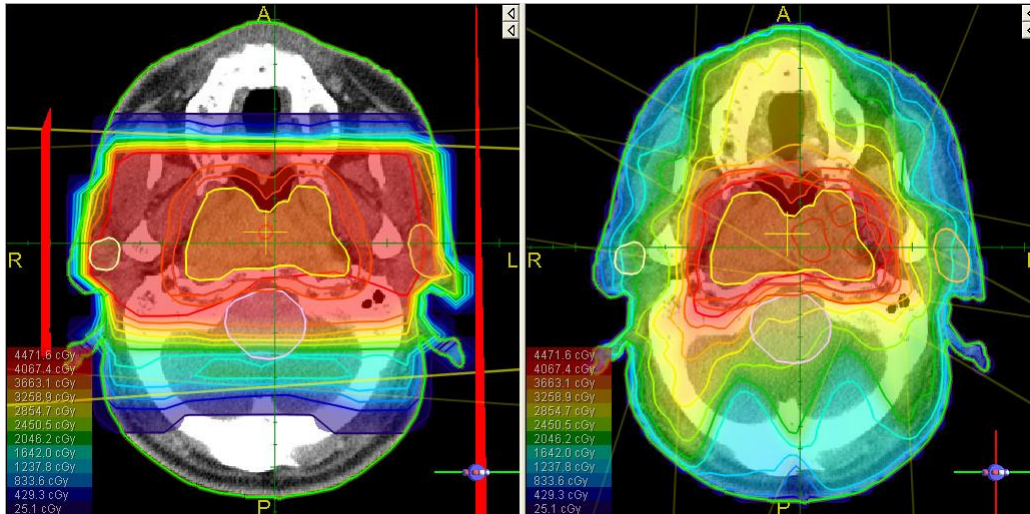 A
R
L
P
4471.6 cGy
4067.4 cGy
3663.1 cGy
3258.9 cGy
2854.7 cGy
2450.5 cGy
2046.2 cGy
1642.0 cGy
1237.8 cGy
833.6 cGy
429.3 cGy
25.1 cGy
A
R
P
4471.6 cGy
4067.4 cGy
3663.1 cGy
3258.9 cGy
2854.7 cGy
2450.5 cGy
2046.2 cGy
1642.0 cGy
1237.8 cGy
833.6 cGy
429.3 cGy
25.1 cGy